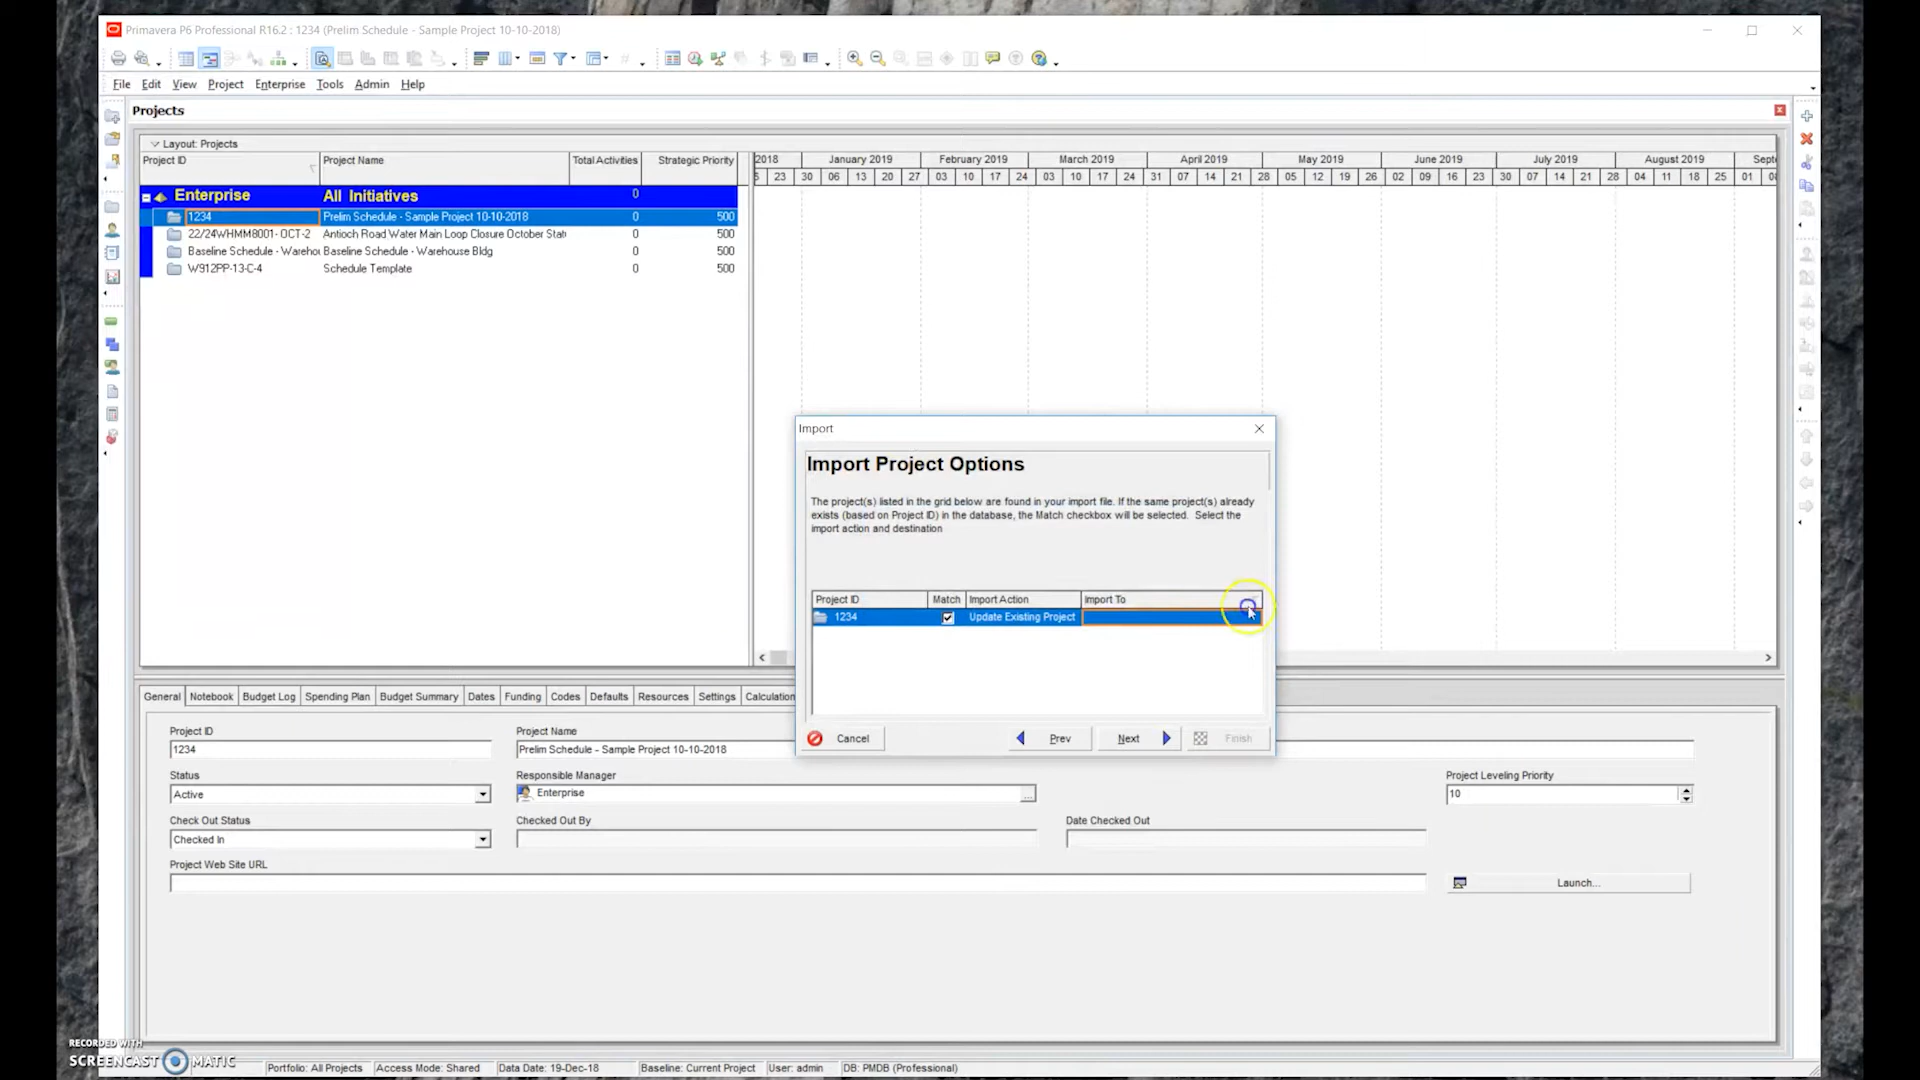 Primavera P6 Professional R16.2 : 1234 (Prelim Schedule - Sample Project 10-10-2018)
File Edit View Project Enterprise Tools Admin Help
Projects
Layout: Projects
Project ID Project Name Total Activities Strategic Priority
2018 January 2019 February 2019 March 2019 April 2019 May 2019 June 2019 July 2019 August 2019
23 30 06 13 20 27 03 10 17 24 03 10 17 24 31 07 14 21 28 05 12 19 26 02 09 16 23 30 07 14 21 28 04 11 18 25 01
Enterprise All Initiatives 0
1234 Prelim Schedule - Sample Project 10-10-2018 0 500
22/24WHMM8001- OCT-2 Antioch Road Water Main Loop Closure October 0 500
Baseline Schedule - Warehou Baseline Schedule - Warehouse Bldg 0 500
W912PP-13-C-4 Schedule Template 0 500
Import
Import Project Options
The project(s) listed in the grid below are found in your import file. If the same project(s) already
exists (based on Project ID) in the database, the Match checkbox will be selected. Select the
import action and destination
Project ID Match Import Action Import To
1234 Update Existing Project
Cancel Prev Next Finish
General Notebook Budget Log Spending Plan Budget Summary Dates Funding Codes Defaults Resources Settings Calculation
Project ID Project Name
1234 Prelim Schedule - Sample Project 10-10-2018
Status Responsible Manager Project Leveling Priority
Active Enterprise ... 10
Check Out Status Checked Out By Date Checked Out
Checked In
Project Web Site URL
Launch...
RECORDED WITH
SCREENCAST MATIC
Portfolio: All Projects Access Mode: Shared Data Date: 19-Dec-18 Baseline: Current Project User: admin DB: PMDB (Professional)